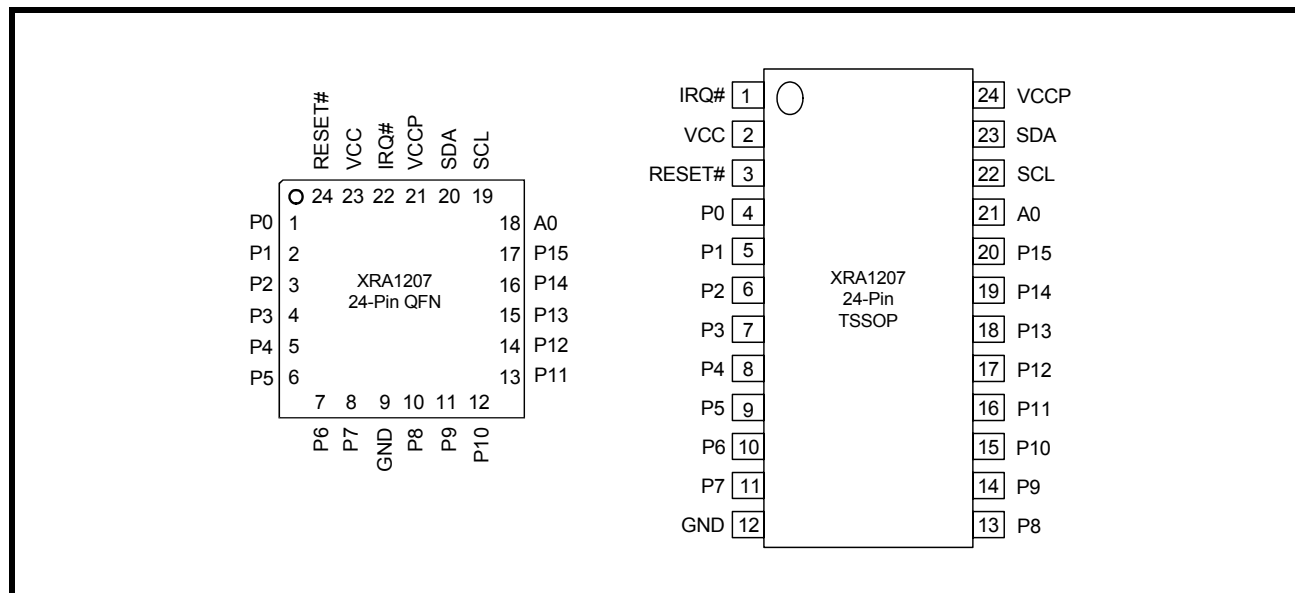 RESET#
VCC
IRQ#
VCCP
SDA
SCL
24 23 22 21 20 19
P0 1
P1 2
P2 3
P3 4
P4 5
P5 6
18 A0
17 P15
16 P14
15 P13
14 P12
13 P11
XRA1207
24-Pin QFN
7 8 9 10 11 12
P6
P7
GND
P8
P9
P10
IRQ# 1
VCC 2
RESET# 3
P0 4
P1 5
P2 6
P3 7
P4 8
P5 9
P6 10
P7 11
GND 12
XRA1207
24-Pin
TSSOP
24 VCCP
23 SDA
22 SCL
21 A0
20 P15
19 P14
18 P13
17 P12
16 P11
15 P10
14 P9
13 P8